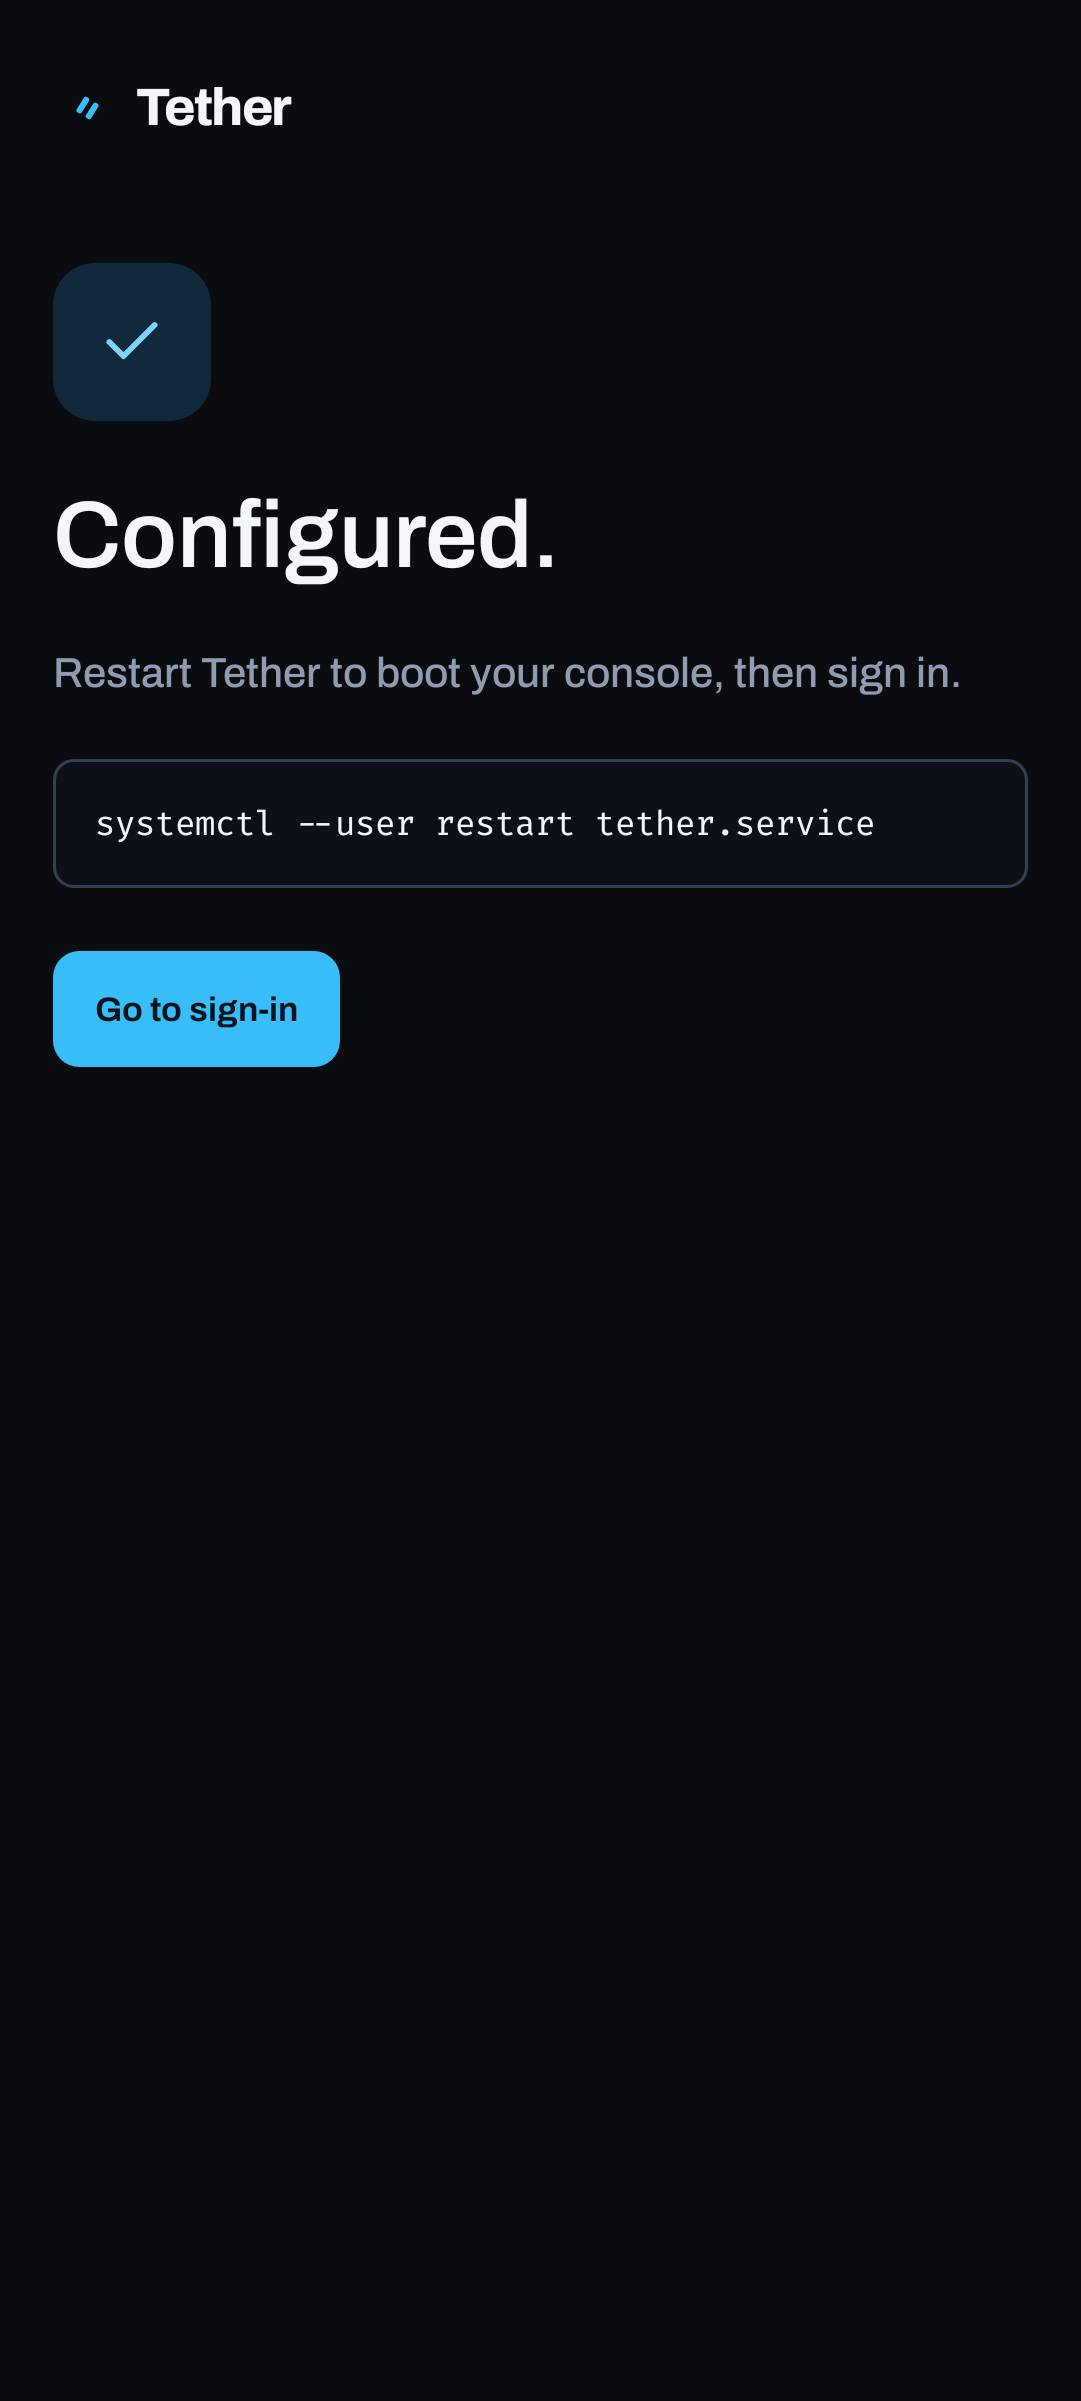 Tether
Configured.
Restart Tether to boot your console, then sign in.
systemctl --user restart tether.service
Go to sign-in